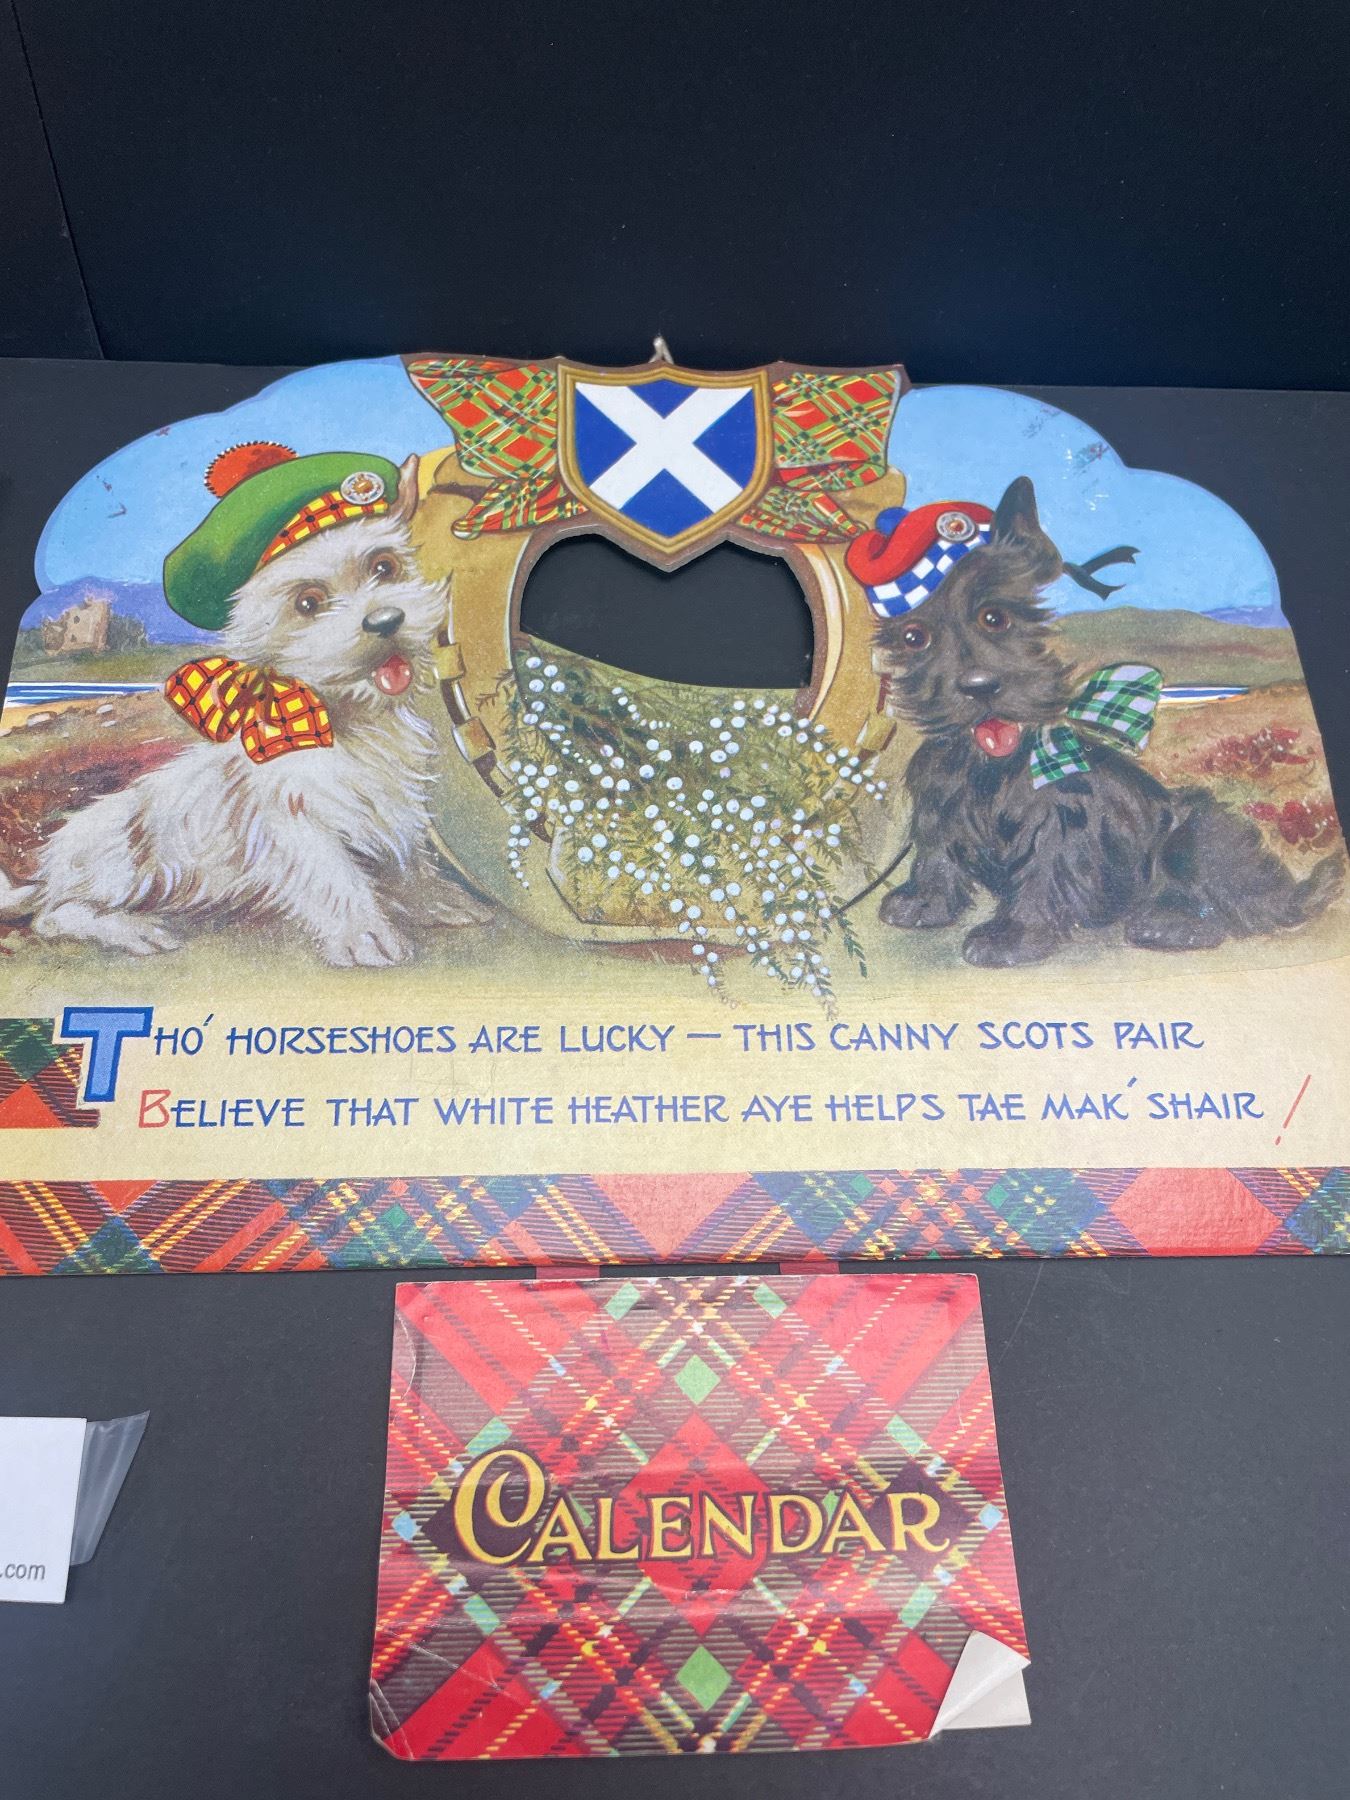 THO' HORSESHOES ARE LUCKY — THIS CANNY SCOTS PAIR
BELIEVE THAT WHITE HEATHER AYE HELPS TAE MAK' SHAIR!
CALENDAR
.com